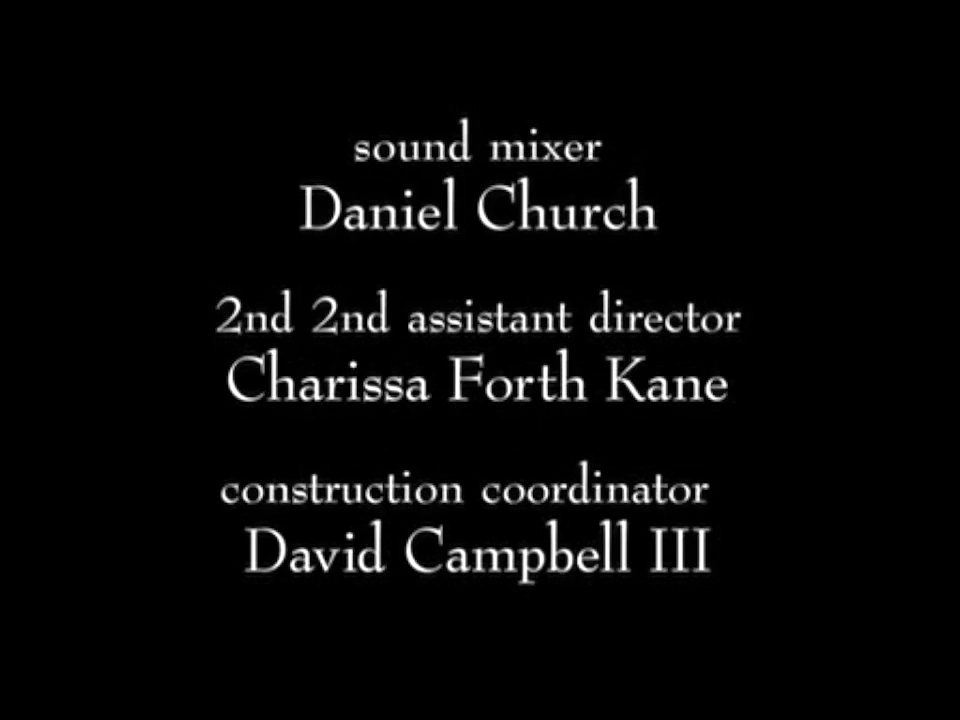 sound mixer
Daniel Church
2nd 2nd assistant director
Charissa Forth Kane
construction coordinator
David Campbell III